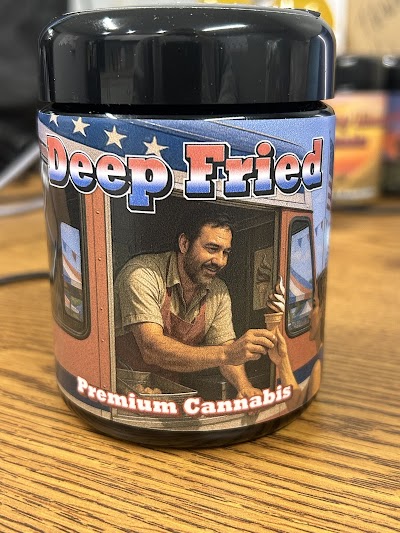 Deep Fried
Premium Cannabis